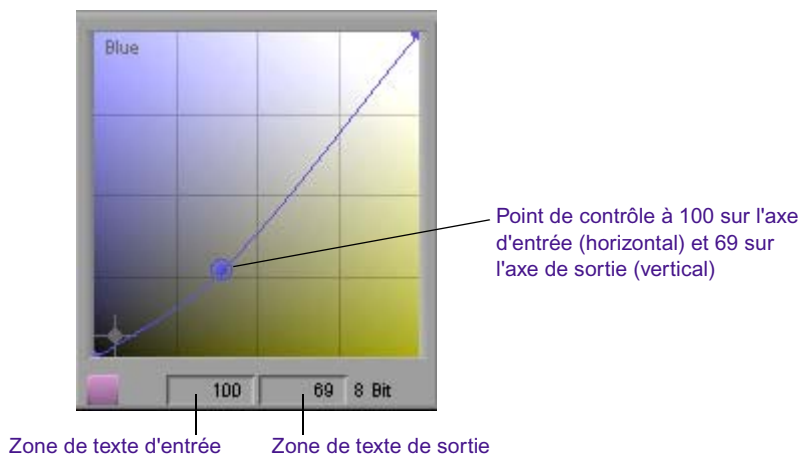 Blue
Point de contrôle à 100 sur l'axe
d'entrée (horizontal) et 69 sur
l'axe de sortie (vertical)
100 69 8 Bit
Zone de texte d'entrée Zone de texte de sortie